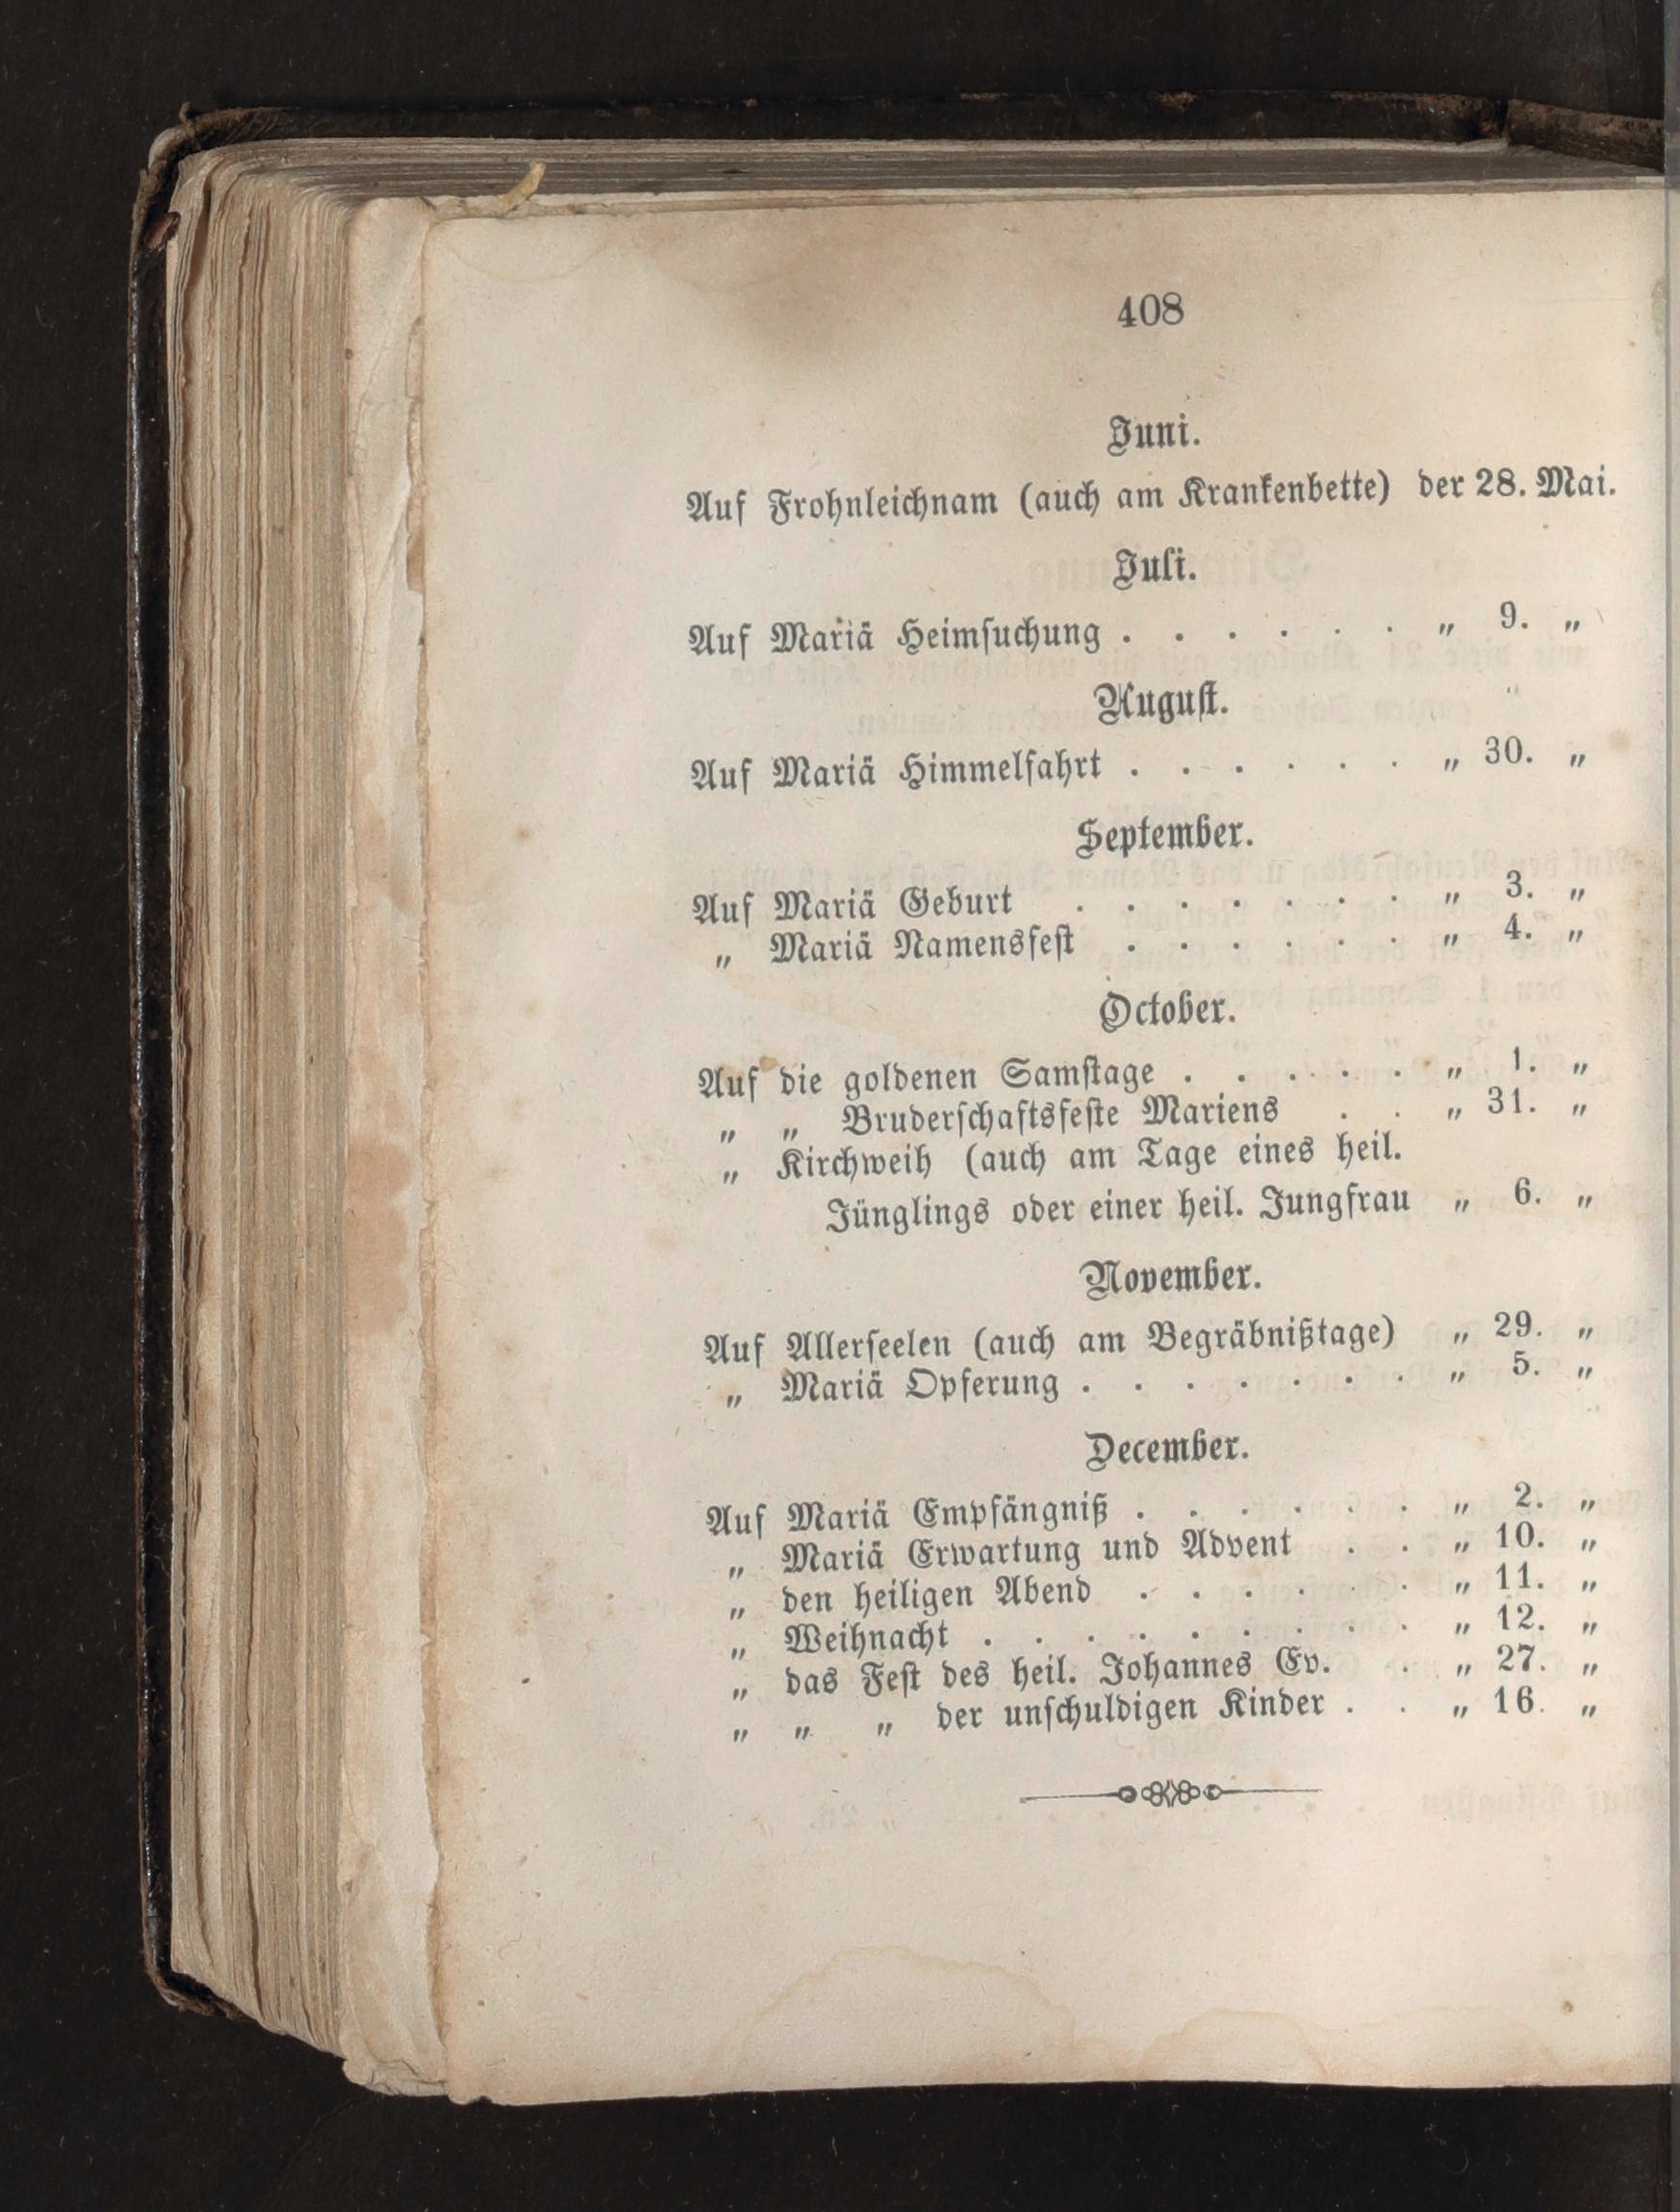 408
Juni.
Auf Frohnleichnam (auch am Krankenbette) der 28. Mai.
Juli.
Auf Mariä Heimſuchung . . . . . . „ 9. „
Auguſt.
Auf Mariä Himmelfahrt . . . . . . „ 30. „
September.
Auf Mariä Geburt . . . . . . . „ 3. „
„ Mariä Namensfeſt . . . . . . „ 4. „
October.
Auf die goldenen Samſtage . . . . . „ 1. „
„ „ Bruderſchaftsfeſte Mariens . . „ 31. „
„ Kirchweih (auch am Tage eines heil.
Jünglings oder einer heil. Jungfrau „ 6. „
November.
Auf Allerſeelen (auch am Begräbnißtage) „ 29. „
„ Mariä Opferung . . . . . . . „ 5. „
December.
Auf Mariä Empfängniß . . . . . . „ 2. „
„ Mariä Erwartung und Advent . . „ 10. „
„ den heiligen Abend . . . . . . „ 11. „
„ Weihnacht . . . . . . . . . „ 12. „
„ das Feſt des heil. Johannes Ev. . „ 27. „
„ „ „ der unſchuldigen Kinder . . „ 16. „